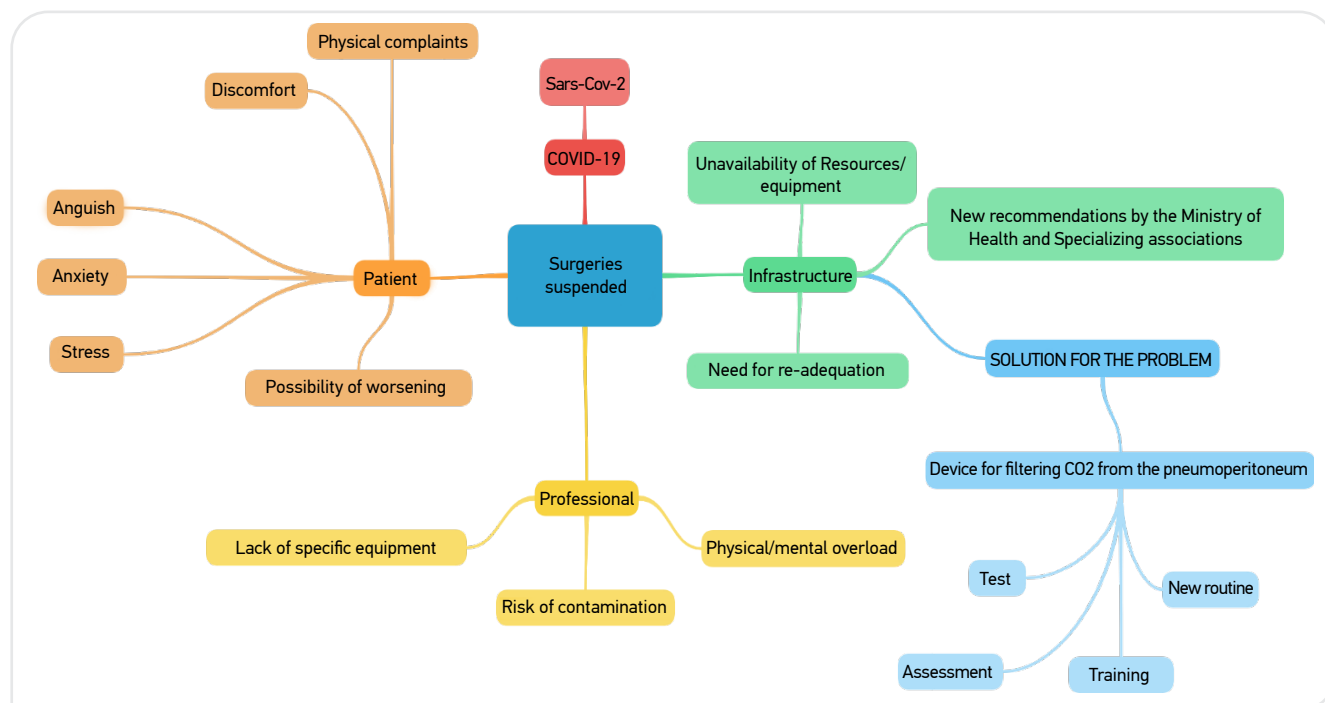 Physical complaints
Discomfort
Sars-Cov-2
COVID-19
Unavailability of Resources/
equipment
Anguish
New recommendations by the Ministry of
Health and Specializing associations
Surgeries
suspended
Anxiety
Patient
Infrastructure
Stress
SOLUTION FOR THE PROBLEM
Possibility of worsening
Need for re-adequation
Device for filtering CO2 from the pneumoperitoneum
Professional
Lack of specific equipment
Physical/mental overload
Risk of contamination
Test
New routine
Assessment
Training